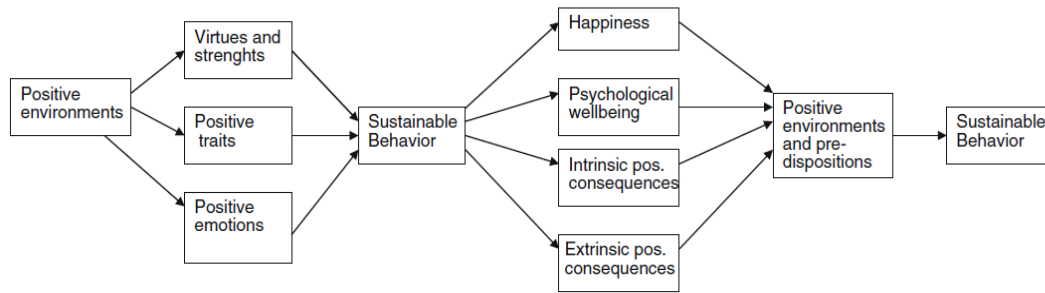 Positive
environments
Virtues and
strenghts
Positive
traits
Positive
emotions
Sustainable
Behavior
Happiness
Psychological
wellbeing
Intrinsic pos.
consequences
Extrinsic pos.
consequences
Positive
environments
and pre-
dispositions
Sustainable
Behavior